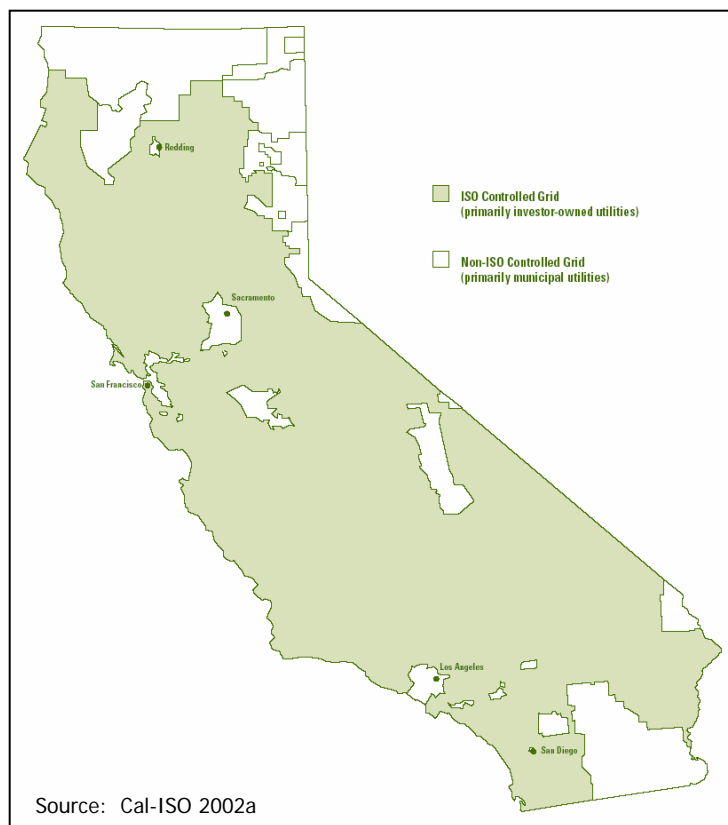 Redding
ISO Controlled Grid
(primarily investor-owned utilities)
Non-ISO Controlled Grid
(primarily municipal utilities)
Sacramento
San Francisco
Los Angeles
San Diego
Source: Cal-ISO 2002a